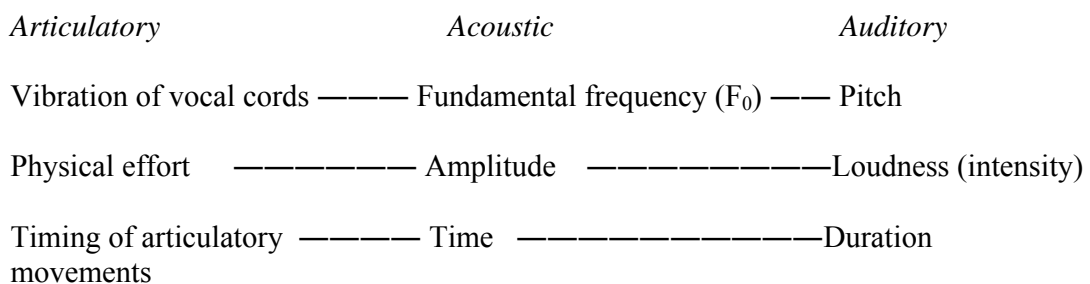 Articulatory Acoustic Auditory
Vibration of vocal cords ——— Fundamental frequency (F₀) —— Pitch
Physical effort —————— Amplitude ————————Loudness (intensity)
Timing of articulatory ———— Time ——————————Duration
movements